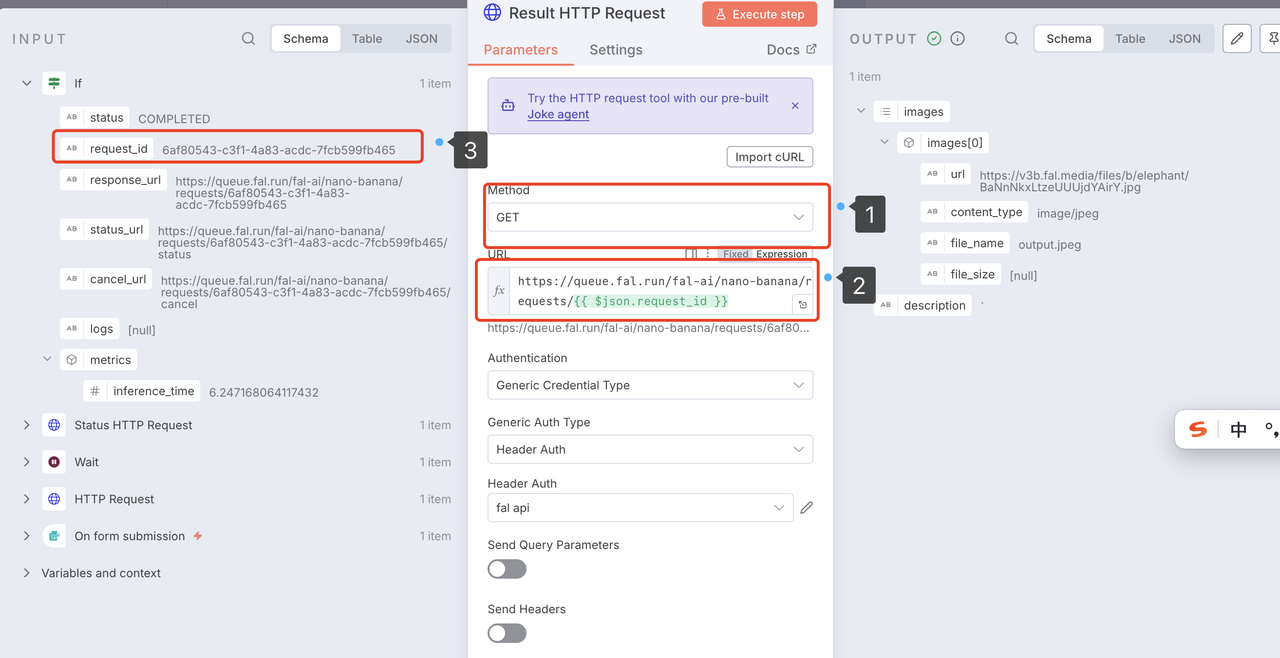 INPUT
Schema
Table
JSON
If
1 item
AB status COMPLETED
AB request_id 6af80543-c3f1-4a83-acdc-7fcb599fb465
AB response_url https://queue.fal.run/fal-ai/nano-banana/
requests/6af80543-c3f1-4a83-
acdc-7fcb599fb465
AB status_url https://queue.fal.run/fal-ai/nano-banana/
requests/6af80543-c3f1-4a83-acdc-7fcb599fb465/
status
AB cancel_url https://queue.fal.run/fal-ai/nano-banana/
requests/6af80543-c3f1-4a83-acdc-7fcb599fb465/
cancel
AB logs [null]
metrics
# inference_time 6.247168064117432
Status HTTP Request 1 item
Wait 1 item
HTTP Request 1 item
On form submission 1 item
Variables and context
3
Result HTTP Request
Execute step
Parameters
Settings
Docs
Try the HTTP request tool with our pre-built
Joke agent
Import cURL
Method
GET
1
URL
Fixed Expression
fx
https://queue.fal.run/fal-ai/nano-banana/r
equests/{{ $json.request_id }}
2
https://queue.fal.run/fal-ai/nano-banana/requests/6af80...
Authentication
Generic Credential Type
Generic Auth Type
Header Auth
Header Auth
fal api
Send Query Parameters
Send Headers
OUTPUT
Schema
Table
JSON
1 item
images
images[0]
AB url https://v3b.fal.media/files/b/elephant/
BaNnNkxLtzeUUUjdYAirY.jpg
AB content_type image/jpeg
AB file_name output.jpeg
AB file_size [null]
AB description
S 中 °,